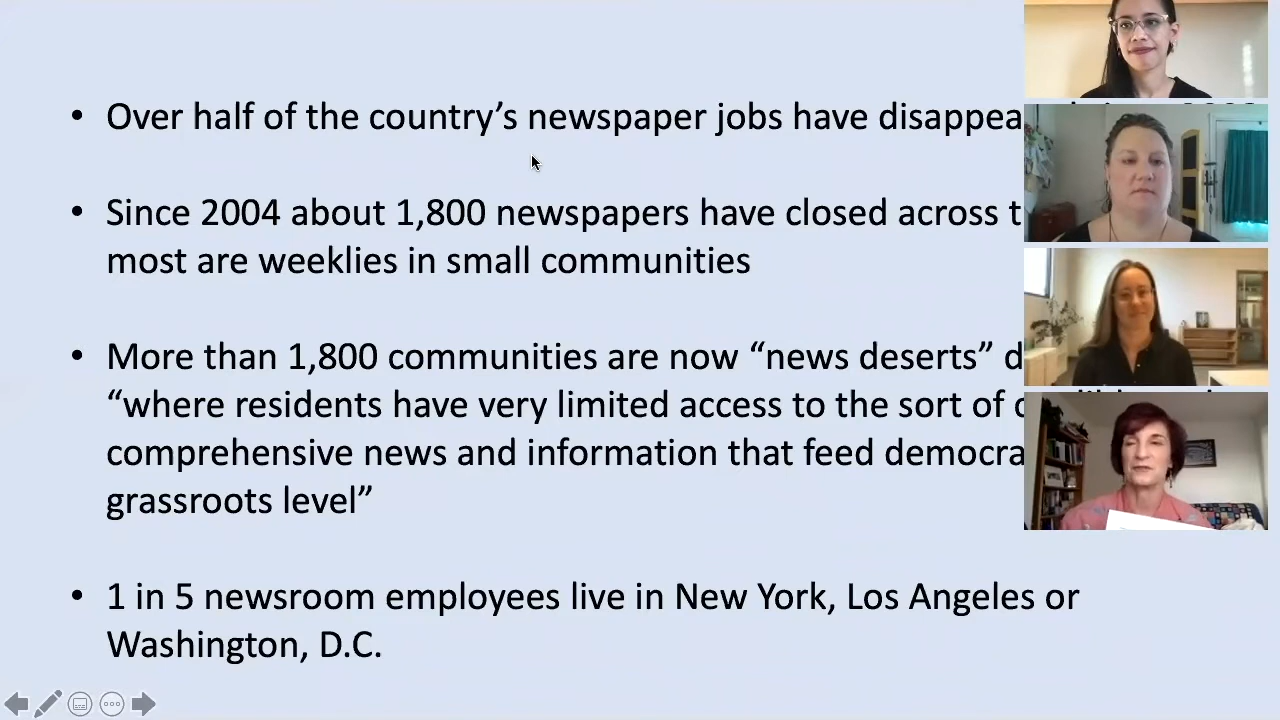 • Over half of the country’s newspaper jobs have
• Since 2004 about 1,800 newspapers have closed across
most are weeklies in small communities
• More than 1,800 communities are now “news deserts”
“where residents have very limited access to the sort of
comprehensive news and information that feed
grassroots level”
• 1 in 5 newsroom employees live in New York, Los Angeles or
Washington, D.C.